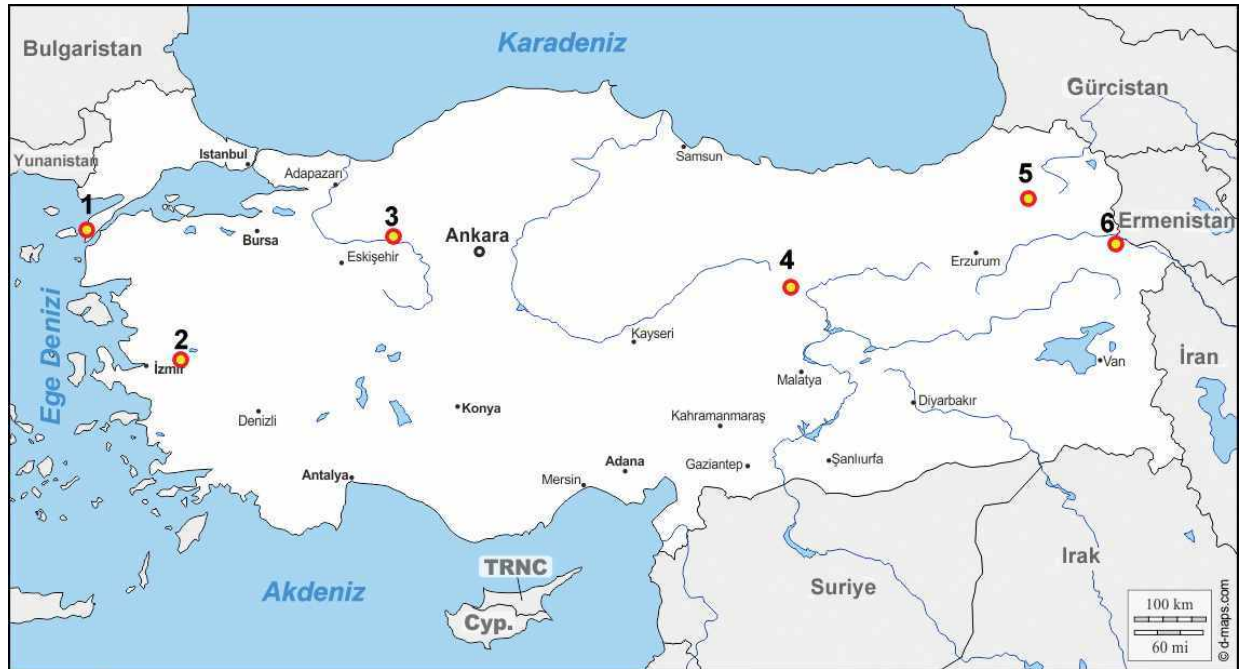 Karadeniz
Bulgaristan
Gürcistan
Yunanistan
Istanbul
Adapazarı
Samsun
Ermenistan
1
2
3
4
5
6
Bursa
Eskişehir
Ankara
Erzurum
Ege Denizi
İzmir
Kayseri
Malatya
Van
İran
Denizli
Konya
Diyarbakır
Kahramanmaraş
Antalya
Mersin
Adana
Gaziantep
Şanlıurfa
TRNC
Cyp.
Akdeniz
Suriye
Irak
100 km
60 mi
© d-maps.com